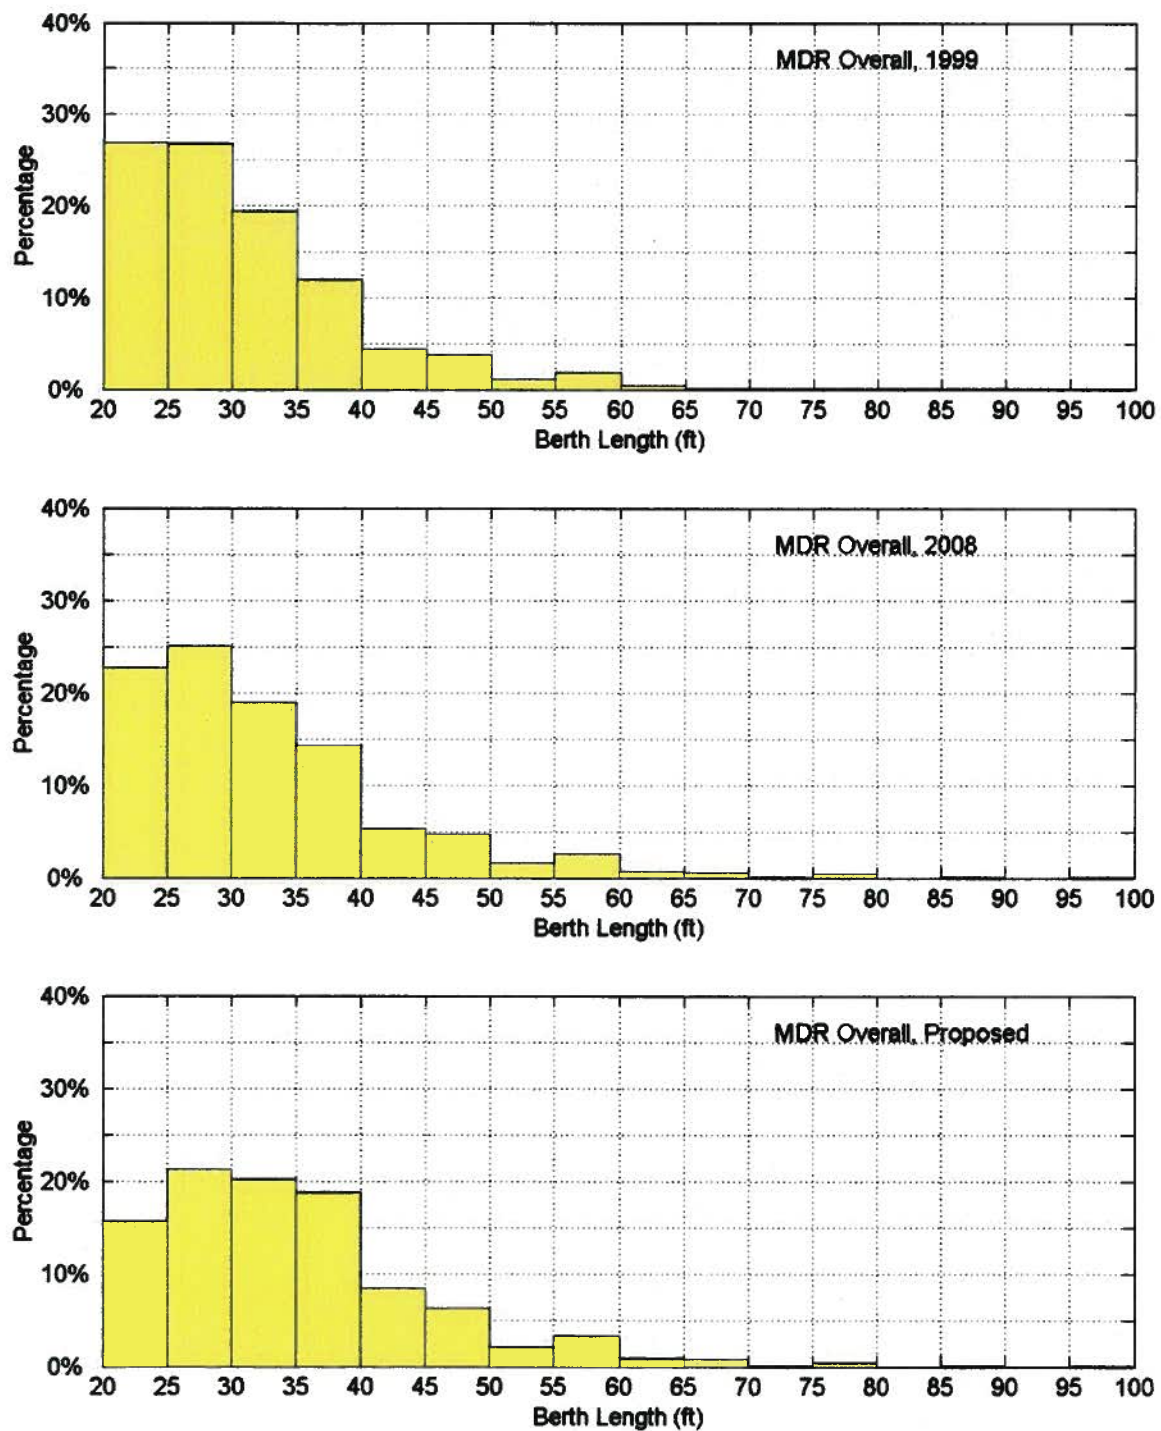 MDR Overall, 1999
40%
30%
20%
10%
0%
Percentage
20 25 30 35 40 45 50 55 60 65 70 75 80 85 90 95 100
Berth Length (ft)
MDR Overall, 2008
40%
30%
20%
10%
0%
Percentage
20 25 30 35 40 45 50 55 60 65 70 75 80 85 90 95 100
Berth Length (ft)
MDR Overall, Proposed
40%
30%
20%
10%
0%
Percentage
20 25 30 35 40 45 50 55 60 65 70 75 80 85 90 95 100
Berth Length (ft)